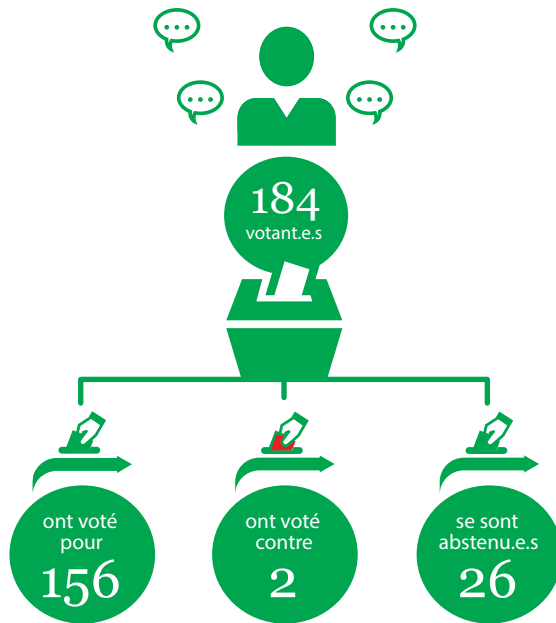 184
votant.e.s
ont voté
pour
156
ont voté
contre
2
se sont
abstenu.e.s
26